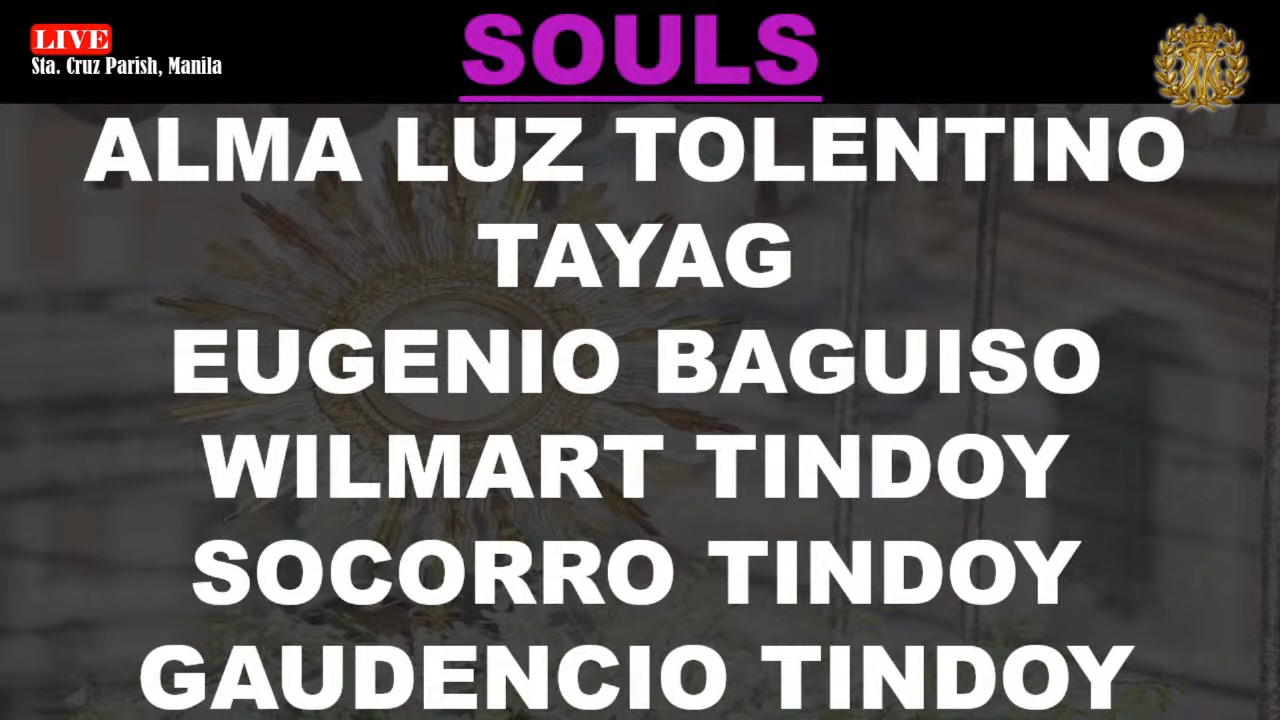 LIVE
Sta. Cruz Parish, Manila
SOULS
ALMA LUZ TOLENTINO
TAYAG
EUGENIO BAGUISO
WILMART TINDOY
SOCORRO TINDOY
GAUDENCIO TINDOY